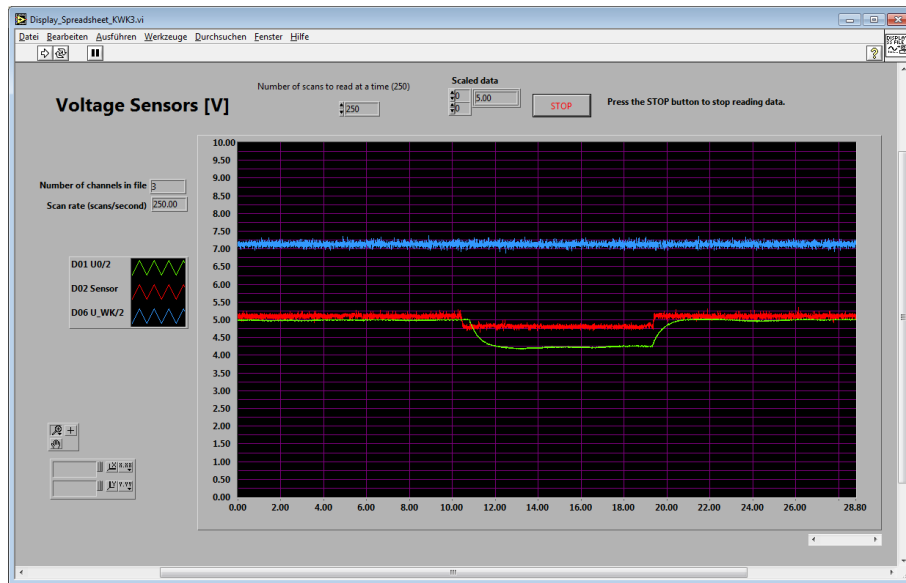 Display_Spreadsheet_KWK3.vi
Datei Bearbeiten Ausführen Werkzeuge Durchsuchen Fenster Hilfe
?
Voltage Sensors [V]
Number of scans to read at a time (250)
250
Scaled data
0
0
5.00
STOP
Press the STOP button to stop reading data.
Number of channels in file 3
Scan rate (scans/second) 250.00
D01 U0/2
D02 Sensor
D06 U_WK/2
10.00
9.50
9.00
8.50
8.00
7.50
7.00
6.50
6.00
5.50
5.00
4.50
4.00
3.50
3.00
2.50
2.00
1.50
1.00
0.50
0.00
0.00 2.00 4.00 6.00 8.00 10.00 12.00 14.00 16.00 18.00 20.00 22.00 24.00 26.00 28.80